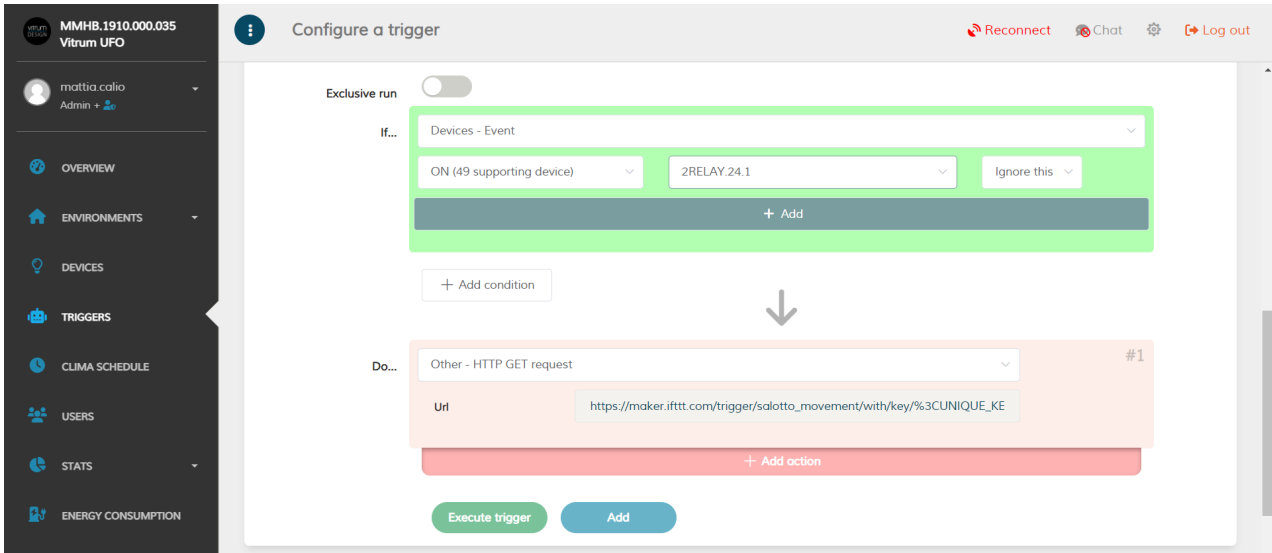 MMHB.1910.000.035
Vitrum UFO
Configure a trigger
Reconnect
Chat
Log out
mattia.calio
Admin +
OVERVIEW
ENVIRONMENTS
DEVICES
TRIGGERS
CLIMA SCHEDULE
USERS
STATS
ENERGY CONSUMPTION
Exclusive run
If...
Devices - Event
ON (49 supporting device)
2RELAY.24.1
Ignore this
+ Add
+ Add condition
Do...
Other - HTTP GET request
#1
Url
https://maker.ifttt.com/trigger/salotto_movement/with/key/%3CUNIQUE_KE
+ Add action
Execute trigger
Add